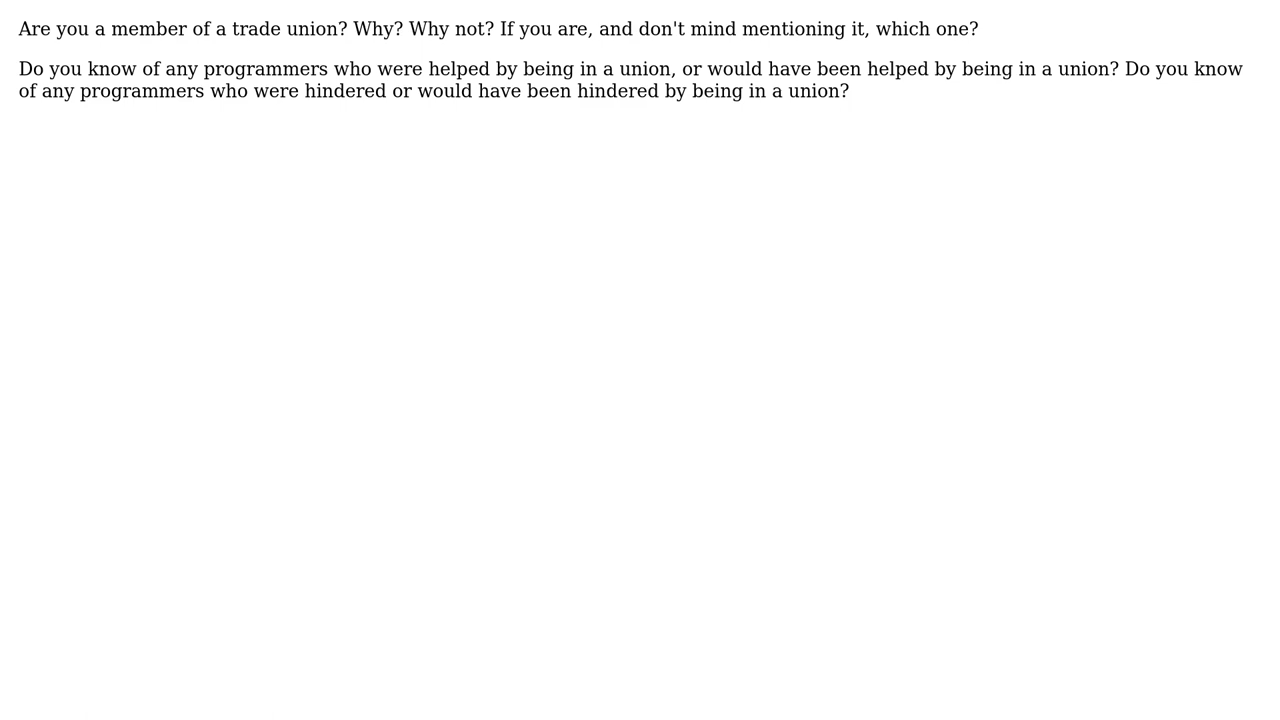 Are you a member of a trade union? Why? Why not? If you are, and don't mind mentioning it, which one?
Do you know of any programmers who were helped by being in a union, or would have been helped by being in a union? Do you know
of any programmers who were hindered or would have been hindered by being in a union?